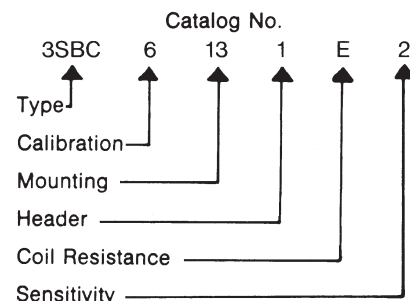 Catalog No.
3SBC 6 13 1 E 2
Type
Calibration
Mounting
Header
Coil Resistance
Sensitivity